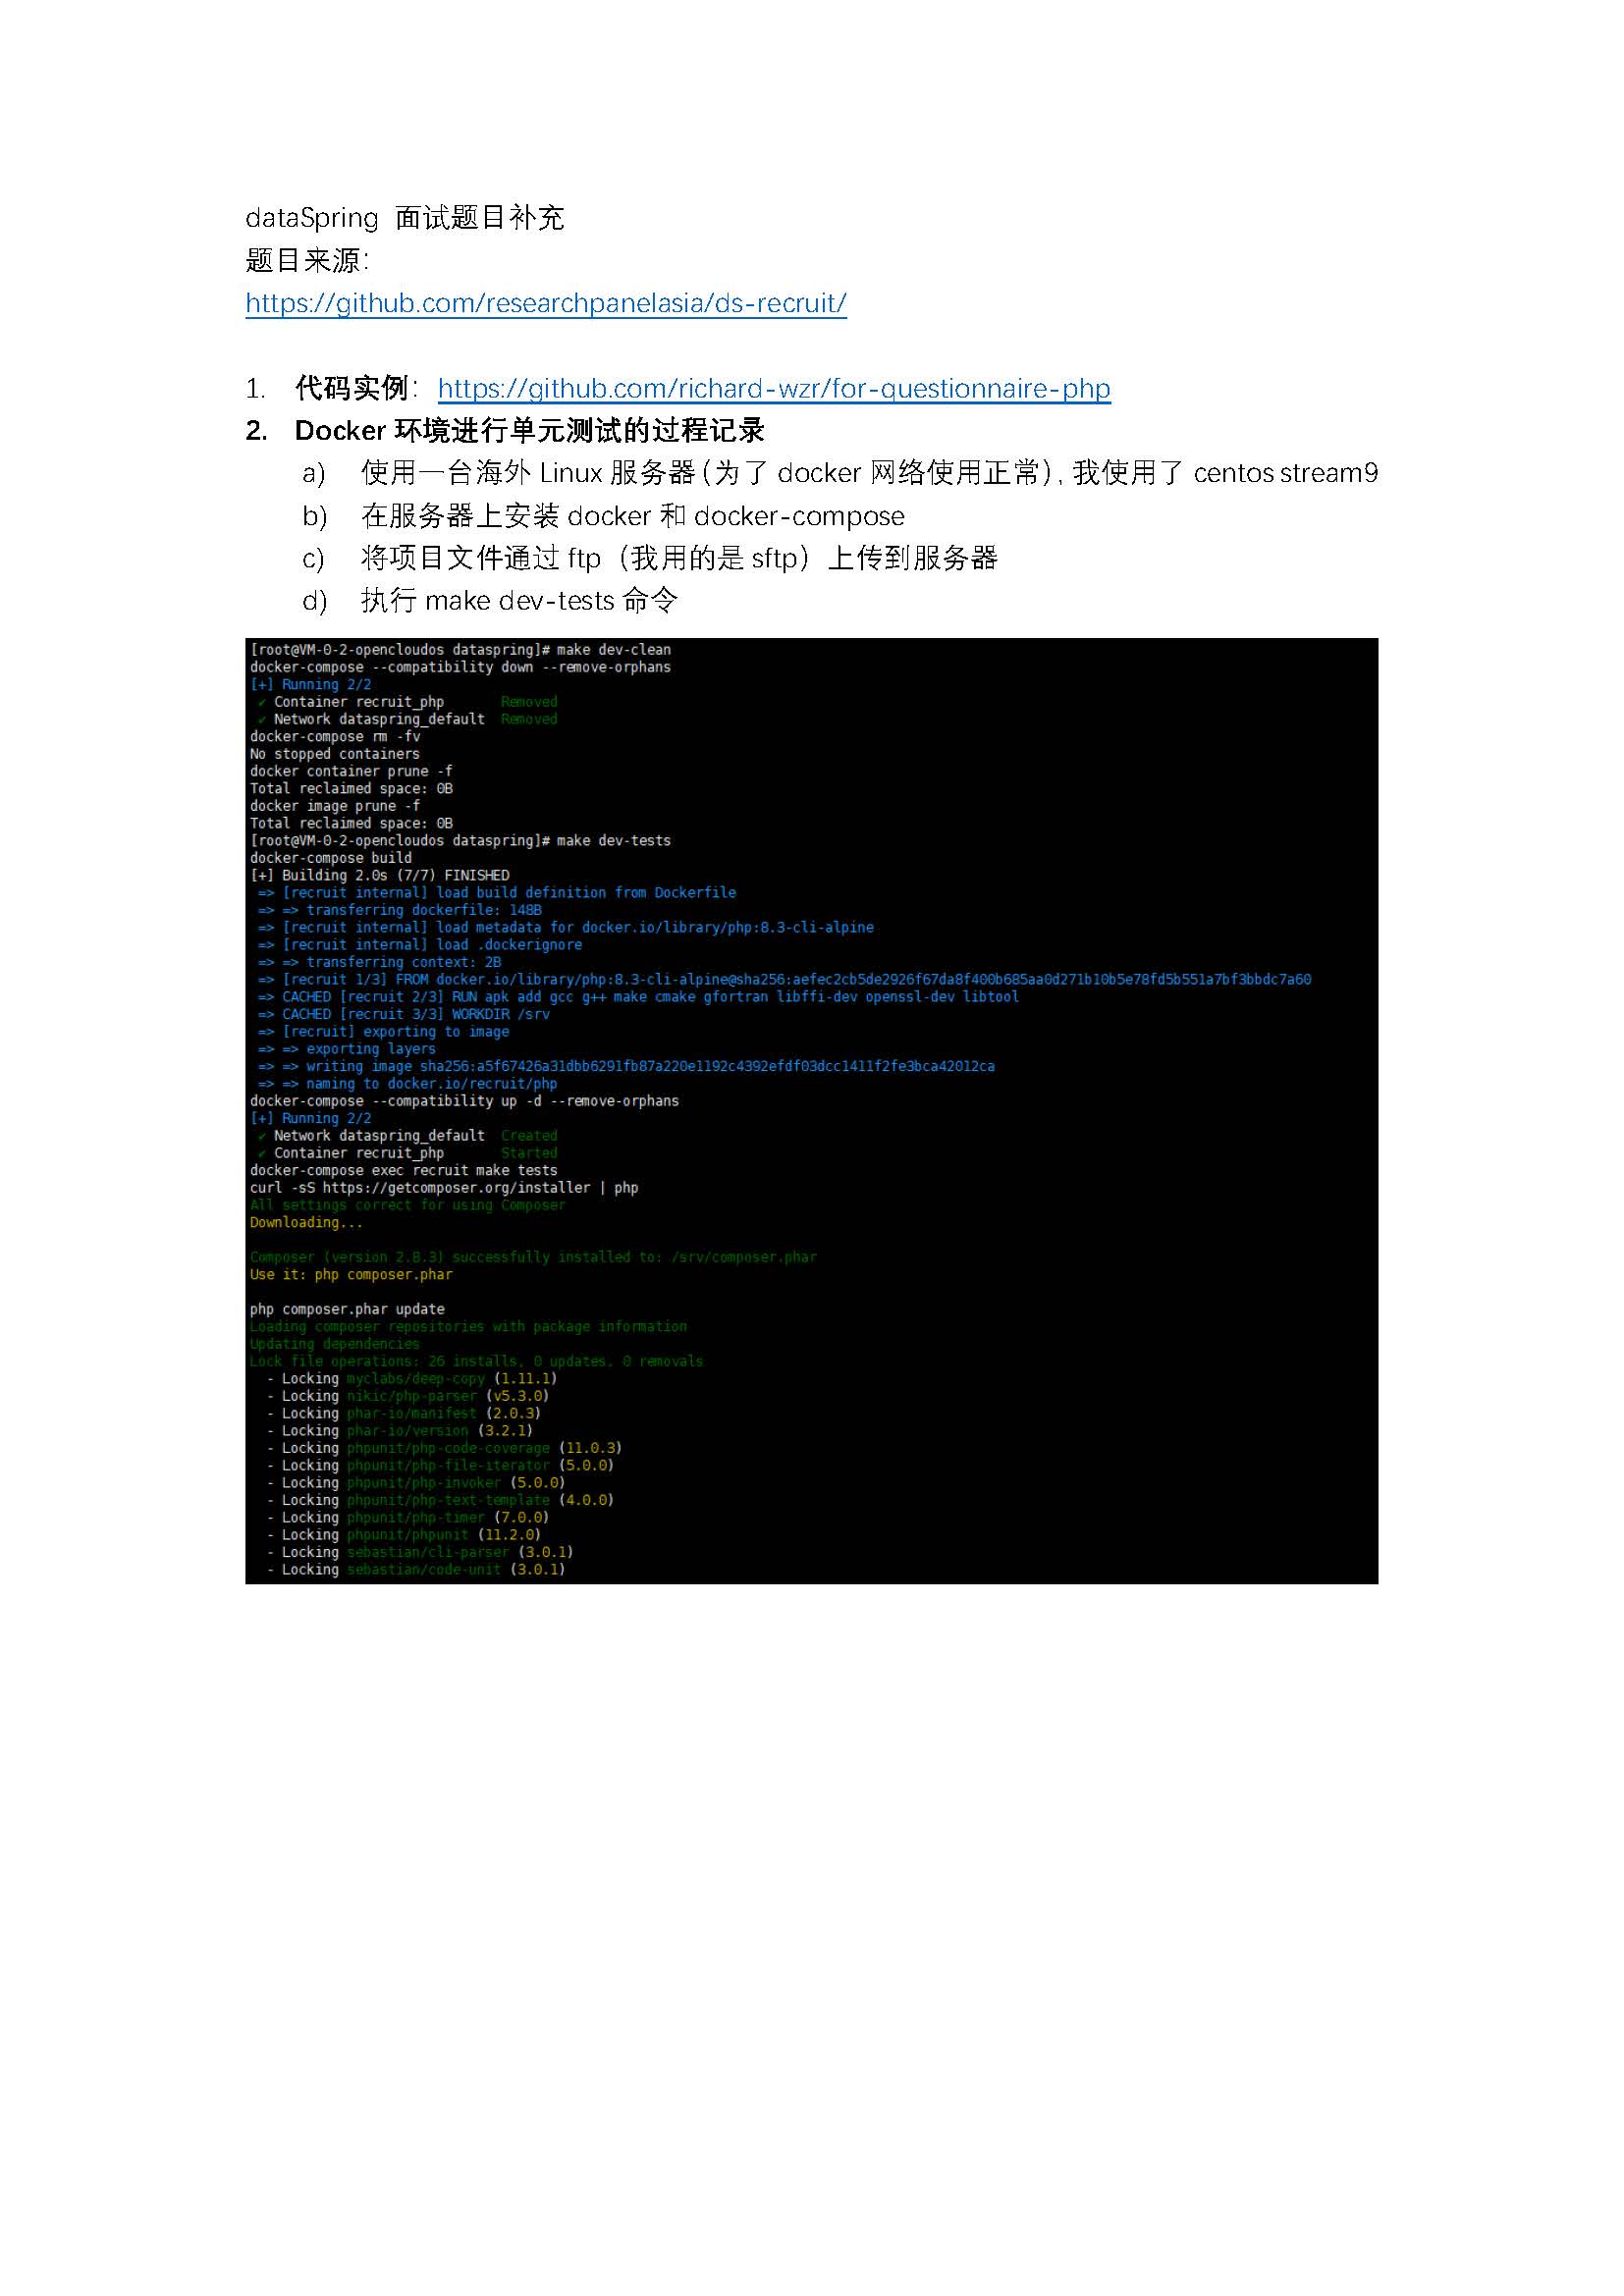 dataSpring 面试题目补充
题目来源：
https://github.com/researchpanelasia/ds-recruit/
1. 代码实例：https://github.com/richard-wzr/for-questionnaire-php
2. Docker 环境进行单元测试的过程记录
a) 使用一台海外 Linux 服务器（为了 docker 网络使用正常），我使用了 centos stream9
b) 在服务器上安装 docker 和 docker-compose
c) 将项目文件通过 ftp（我用的是 sftp）上传到服务器
d) 执行 make dev-tests 命令
[root@VM-0-2-opencloudos dataspring]# make dev-clean
docker-compose --compatibility down --remove-orphans
[+] Running 2/2
✔ Container recruit_php Removed
✔ Network dataspring_default Removed
docker-compose rm -fv
No stopped containers
docker container prune -f
Total reclaimed space: 0B
docker image prune -f
Total reclaimed space: 0B
[root@VM-0-2-opencloudos dataspring]# make dev-tests
docker-compose build
[+] Building 2.0s (7/7) FINISHED
=> [recruit internal] load build definition from Dockerfile
=> => transferring dockerfile: 148B
=> [recruit internal] load metadata for docker.io/library/php:8.3-cli-alpine
=> [recruit internal] load .dockerignore
=> => transferring context: 2B
=> [recruit 1/3] FROM docker.io/library/php:8.3-cli-alpine@sha256:aefec2cb5de2926f67da8f400b685aa0d271b10b5e78fd5b551a7bf3bbdc7a60
=> CACHED [recruit 2/3] RUN apk add gcc g++ make cmake gfortran libffi-dev openssl-dev libtool
=> CACHED [recruit 3/3] WORKDIR /srv
=> [recruit] exporting to image
=> => exporting layers
=> => writing image sha256:a5f67426a31dbb6291fb87a220e1192c4392efdf03dcc1411f2fe3bca42012ca
=> => naming to docker.io/recruit/php
docker-compose --compatibility up -d --remove-orphans
[+] Running 2/2
✔ Network dataspring_default Created
✔ Container recruit_php Started
docker-compose exec recruit make tests
curl -sS https://getcomposer.org/installer | php
All settings correct for using Composer
Downloading...
Composer (version 2.8.3) successfully installed to: /srv/composer.phar
Use it: php composer.phar
php composer.phar update
Loading composer repositories with package information
Updating dependencies
Lock file operations: 26 installs, 0 updates, 0 removals
- Locking myclabs/deep-copy (1.11.1)
- Locking nikic/php-parser (v5.3.0)
- Locking phar-io/manifest (2.0.3)
- Locking phar-io/version (3.2.1)
- Locking phpunit/php-code-coverage (11.0.3)
- Locking phpunit/php-file-iterator (5.0.0)
- Locking phpunit/php-invoker (5.0.0)
- Locking phpunit/php-text-template (4.0.0)
- Locking phpunit/php-timer (7.0.0)
- Locking phpunit/phpunit (11.2.0)
- Locking sebastian/cli-parser (3.0.1)
- Locking sebastian/code-unit (3.0.1)